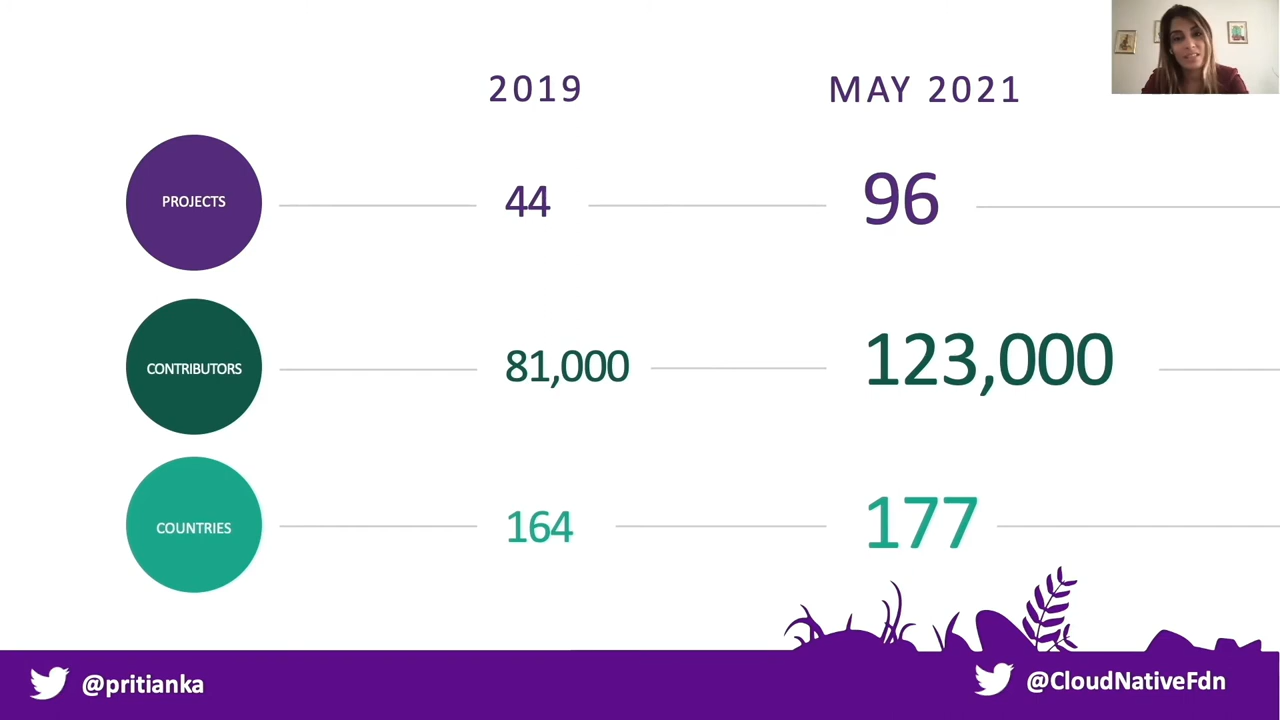 2019
MAY 2021
PROJECTS
44
96
CONTRIBUTORS
81,000
123,000
COUNTRIES
164
177
@pritianka
@CloudNativeFdn